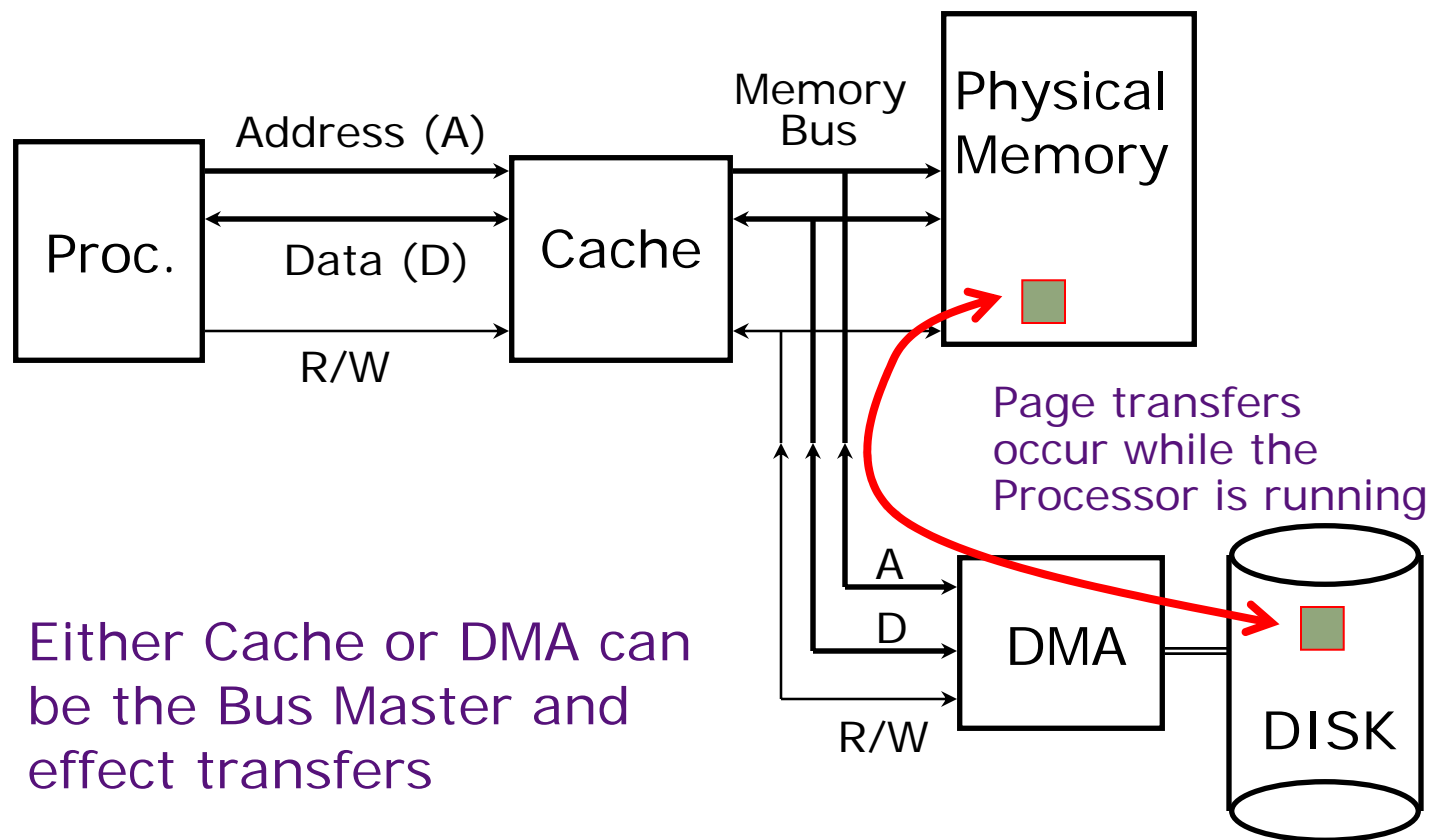 Address (A)
Memory
Bus
Physical
Memory
Proc.
Data (D)
Cache
R/W
Page transfers
occur while the
Processor is running
A
D
R/W
DMA
DISK
Either Cache or DMA can
be the Bus Master and
effect transfers